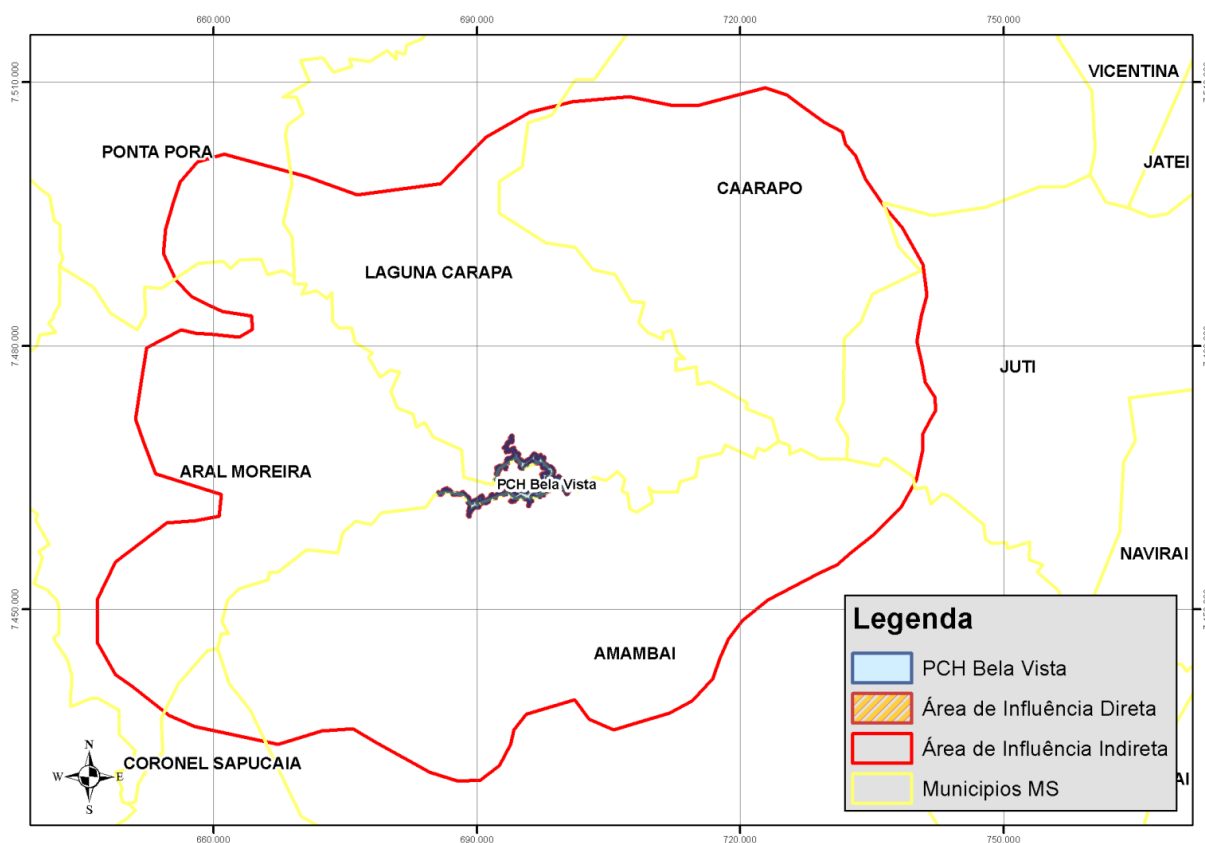 660.000
690.000
720.000
750.000
7.510.000
VICENTINA
PONTA PORA
JATEI
CAARAPO
LAGUNA CARAPA
7.480.000
JUTI
ARAL MOREIRA
PCH Bela Vista
NAVIRAI
7.450.000
AMAMBAI
CORONEL SAPUCAIA
N
W
E
S
Legenda
PCH Bela Vista
Área de Influência Direta
Área de Influência Indireta
Municipios MS
AI
660.000
690.000
720.000
750.000